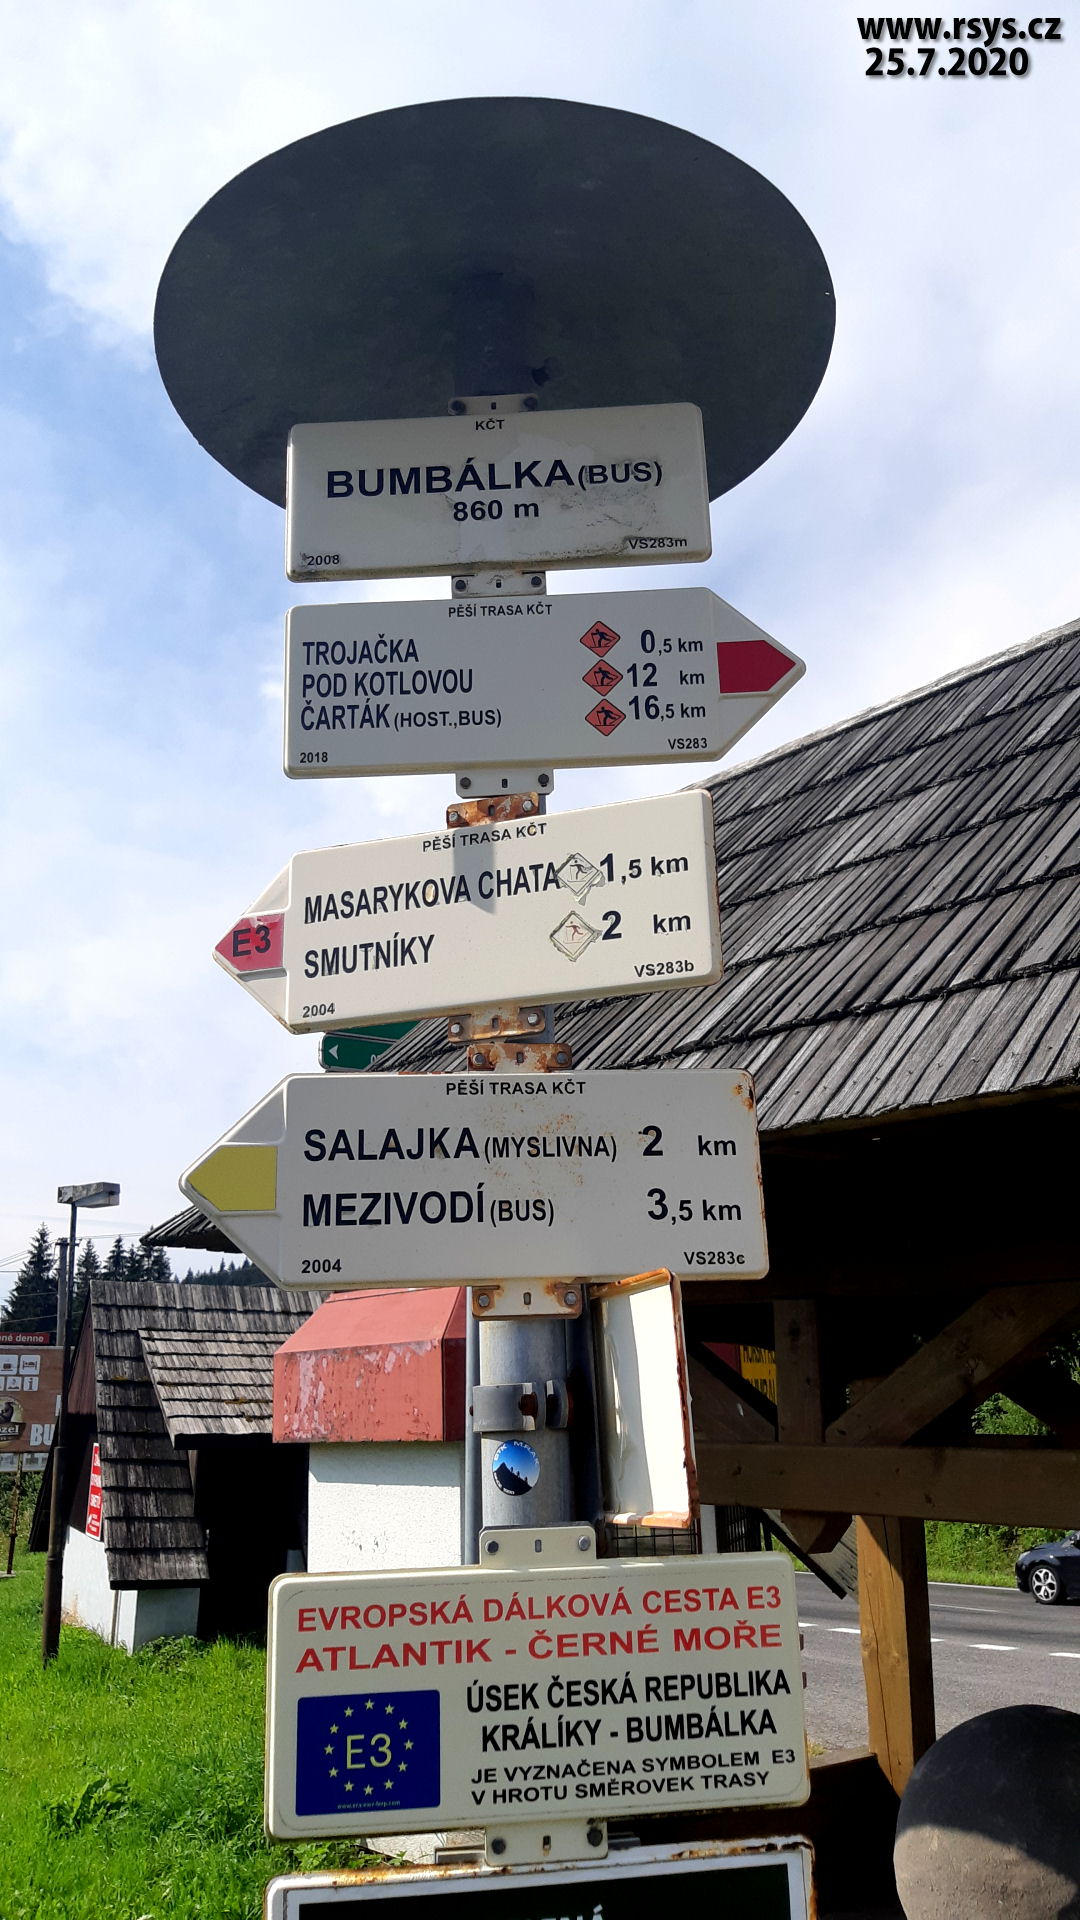 www.rsys.cz
25.7.2020
KČT
BUMBÁLKA (BUS)
860 m
2008 VS283m
PĚŠÍ TRASA KČT
TROJAČKA 0,5 km
POD KOTLOVOU 12 km
ČARTÁK (HOST.,BUS) 16,5 km
2018 VS283
PĚŠÍ TRASA KČT
MASARYKOVA CHATA 1,5 km
E3
SMUTNÍKY 2 km
2004 VS283b
PĚŠÍ TRASA KČT
SALAJKA (MYSLIVNA) 2 km
MEZIVODÍ (BUS) 3,5 km
2004 VS283c
EVROPSKÁ DÁLKOVÁ CESTA E3
ATLANTIK - ČERNÉ MOŘE
ÚSEK ČESKÁ REPUBLIKA
KRÁLÍKY - BUMBÁLKA
E3
JE VYZNAČENA SYMBOLEM E3
V HROTU SMĚROVEK TRASY